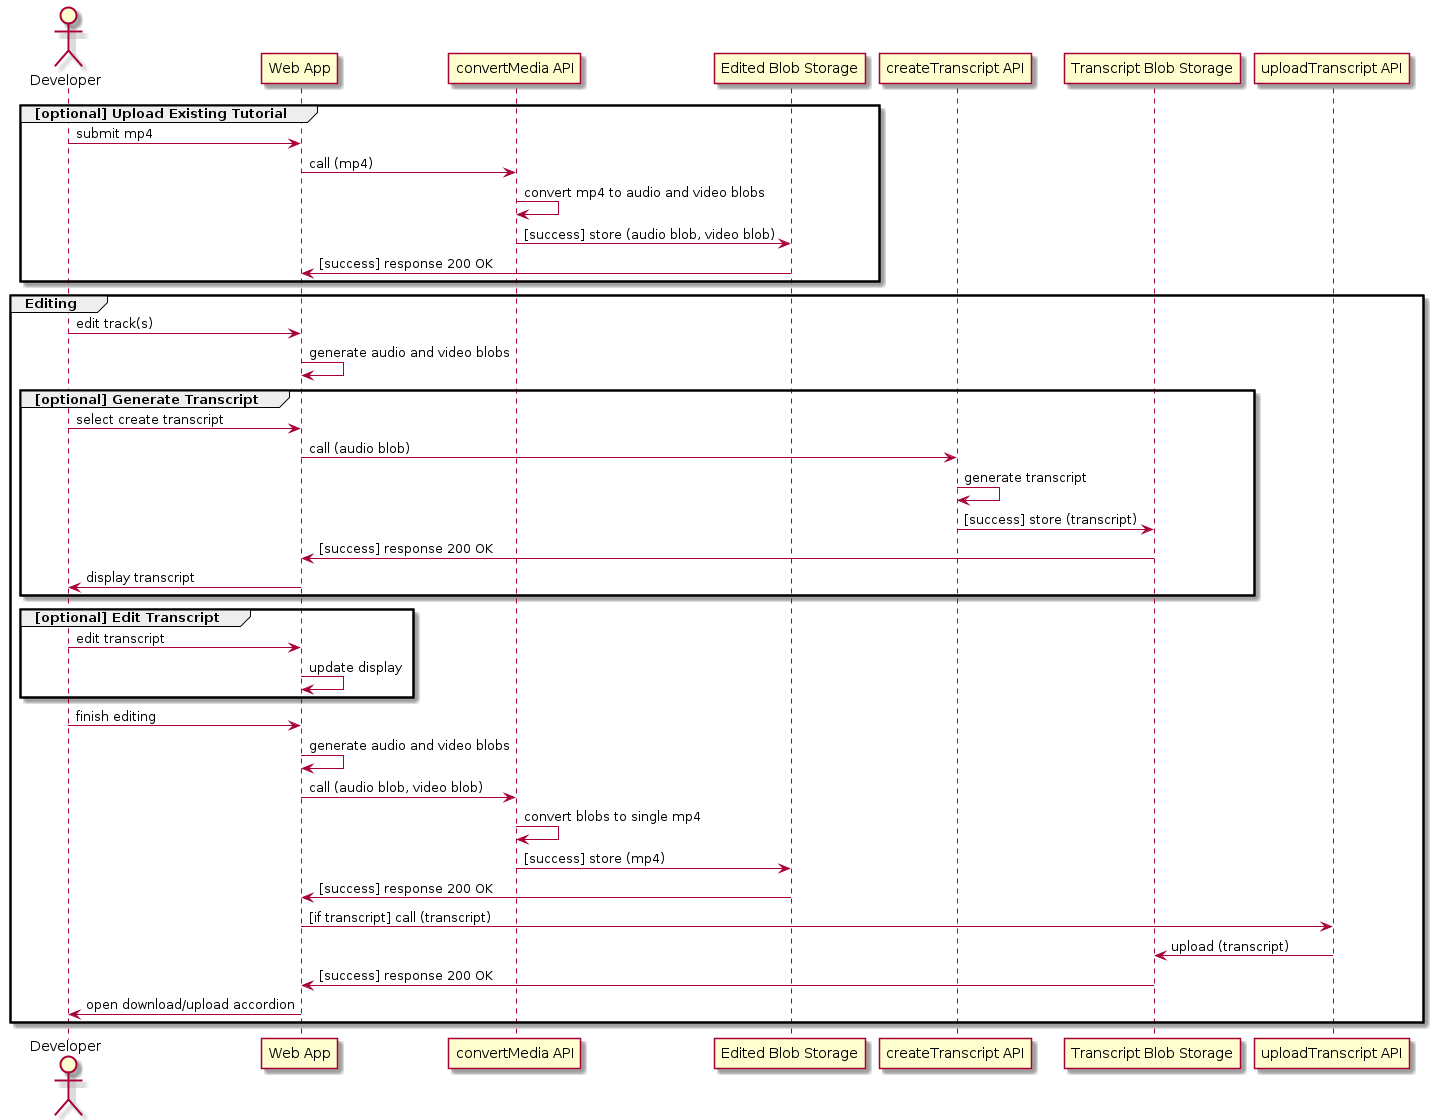 Developer
Web App
convertMedia API
Edited Blob Storage
createTranscript API
Transcript Blob Storage
uploadTranscript API
[optional] Upload Existing Tutorial
submit mp4
call (mp4)
convert mp4 to audio and video blobs
[success] store (audio blob, video blob)
[success] response 200 OK
Editing
edit track(s)
generate audio and video blobs
[optional] Generate Transcript
select create transcript
call (audio blob)
generate transcript
[success] store (transcript)
[success] response 200 OK
display transcript
[optional] Edit Transcript
edit transcript
update display
finish editing
generate audio and video blobs
call (audio blob, video blob)
convert blobs to single mp4
[success] store (mp4)
[success] response 200 OK
[if transcript] call (transcript)
upload (transcript)
[success] response 200 OK
open download/upload accordion
Developer
Web App
convertMedia API
Edited Blob Storage
createTranscript API
Transcript Blob Storage
uploadTranscript API